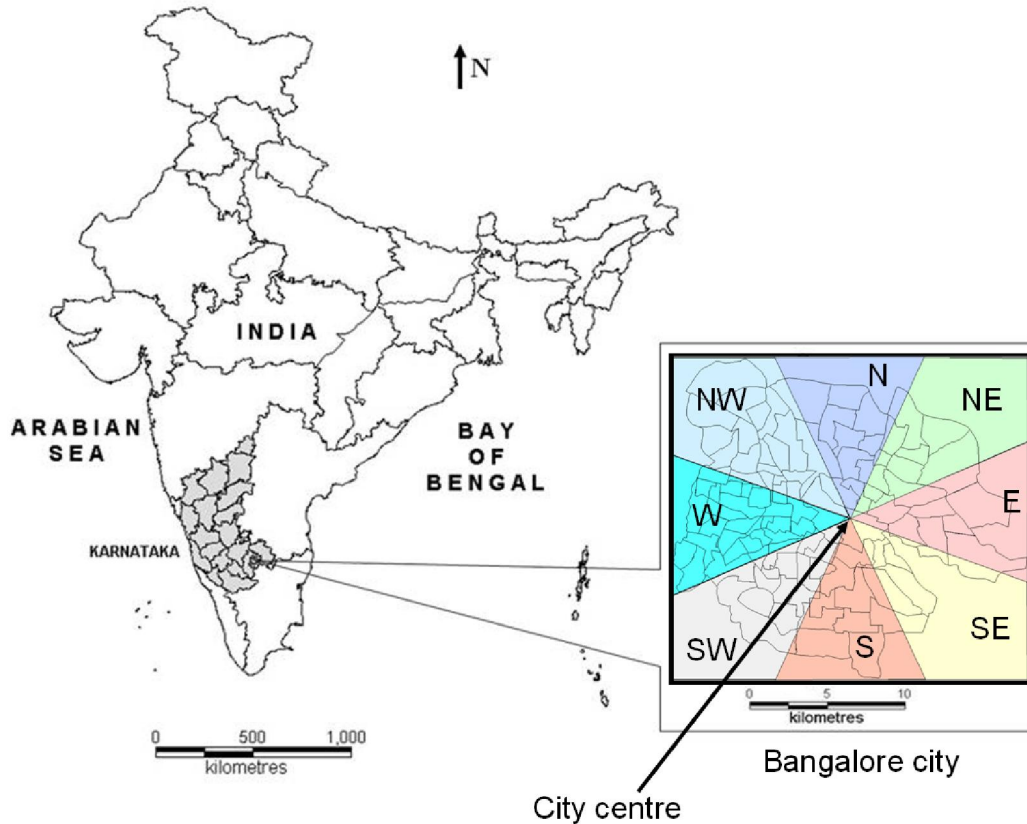 N
INDIA
ARABIAN
SEA
BAY
OF
BENGAL
KARNATAKA
0 500 1,000
kilometres
N
NW
NE
W
E
SW
S
SE
0 5 10
kilometres
Bangalore city
City centre